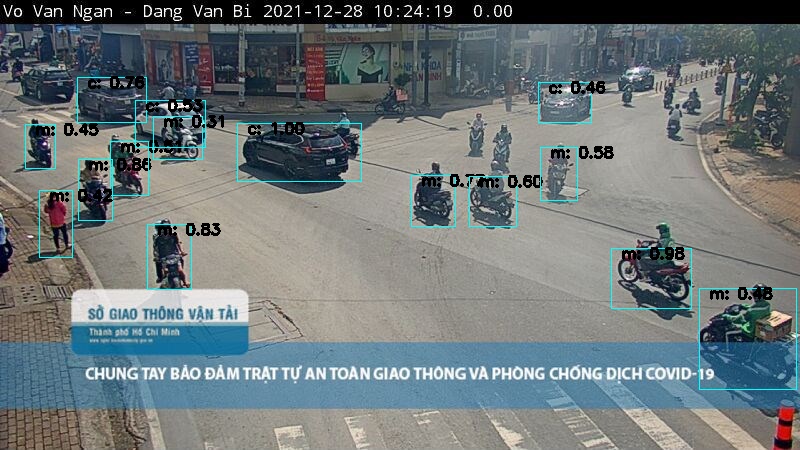 Vo Van Ngan - Dang Van Bi 2021-12-28 10:24:19 0.00
c: 0.76
c: 0.46
c: 0.53
m: 0.31
m: 0.45
c: 1.00
m: 0.58
m: 0.86
m: 0.60
m: 0.83
m: 0.98
m: 0.48
SỞ GIAO THÔNG VẬN TẢI
Thành phố Hồ Chí Minh
CHUNG TAY BẢO ĐẢM TRẬT TỰ AN TOÀN GIAO THÔNG VÀ PHÒNG CHỐNG DỊCH COVID-19